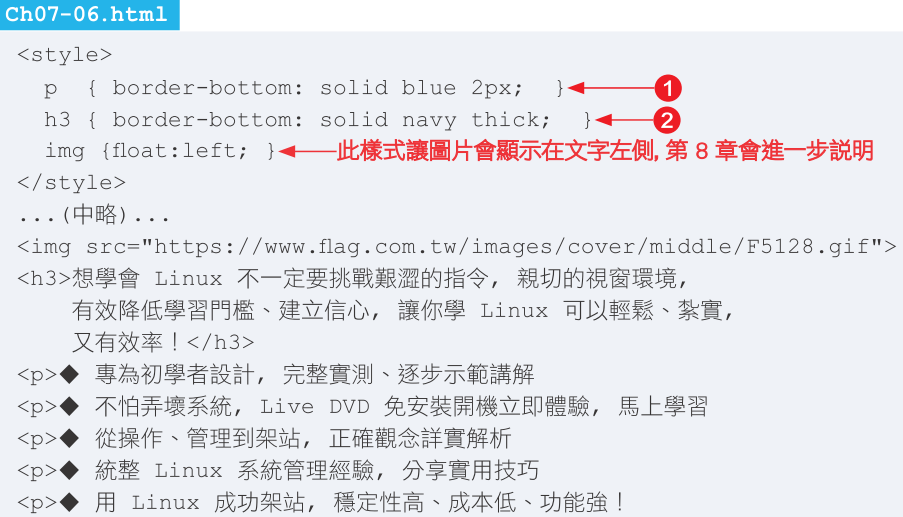 Ch07-06.html
<style>
  p  { border-bottom: solid blue 2px;  } ❶
  h3 { border-bottom: solid navy thick;  } ❷
  img {float:left; } 此樣式讓圖片會顯示在文字左側, 第 8 章會進一步説明
</style>
...(中略)...
<img src="https://www.flag.com.tw/images/cover/middle/F5128.gif">
<h3>想學會 Linux 不一定要挑戰艱澀的指令, 親切的視窗環境,
    有效降低學習門檻、建立信心, 讓你學 Linux 可以輕鬆、紮實,
    又有效率！</h3>
<p>◆ 專為初學者設計, 完整實測、逐步示範講解
<p>◆ 不怕弄壞系統, Live DVD 免安裝開機立即體驗, 馬上學習
<p>◆ 從操作、管理到架站, 正確觀念詳實解析
<p>◆ 統整 Linux 系統管理經驗, 分享實用技巧
<p>◆ 用 Linux 成功架站, 穩定性高、成本低、功能強！